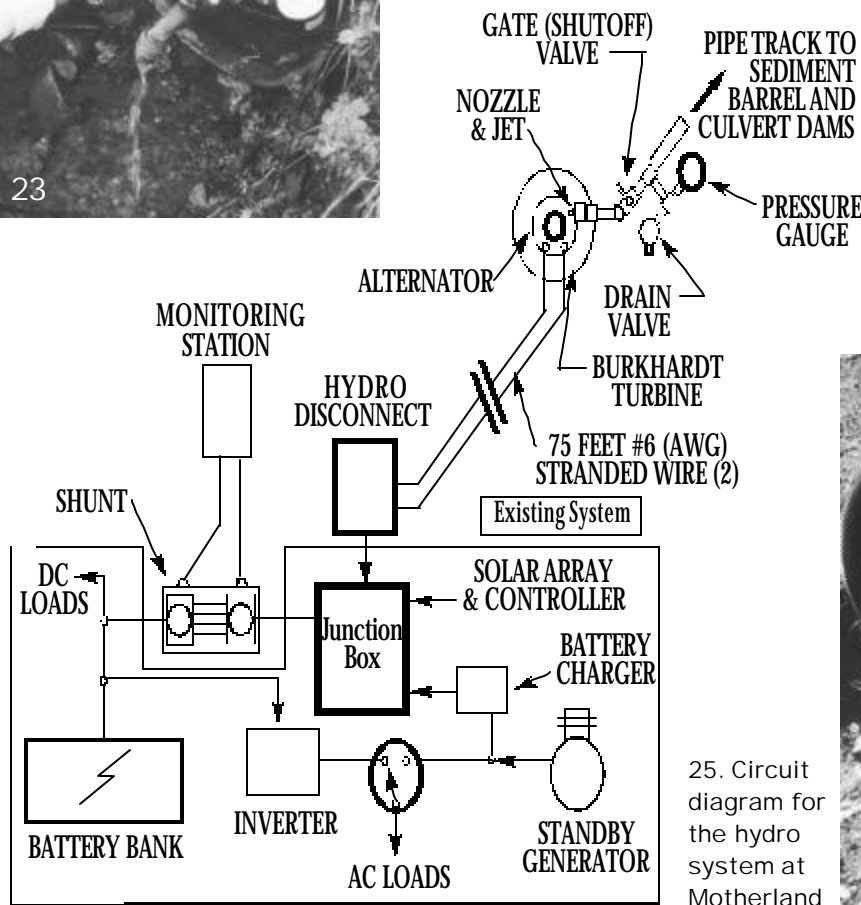 23
GATE (SHUTOFF)
VALVE
PIPE TRACK TO
SEDIMENT
BARREL AND
CULVERT DAMS
NOZZLE
& JET
PRESSURE
GAUGE
ALTERNATOR
DRAIN
VALVE
MONITORING
STATION
BURKHARDT
TURBINE
HYDRO
DISCONNECT
75 FEET #6 (AWG)
STRANDED WIRE (2)
SHUNT
Existing System
DC
LOADS
SOLAR ARRAY
& CONTROLLER
Junction
Box
BATTERY
CHARGER
BATTERY BANK
INVERTER
AC LOADS
STANDBY
GENERATOR
25. Circuit
diagram for
the hydro
system at
Motherland